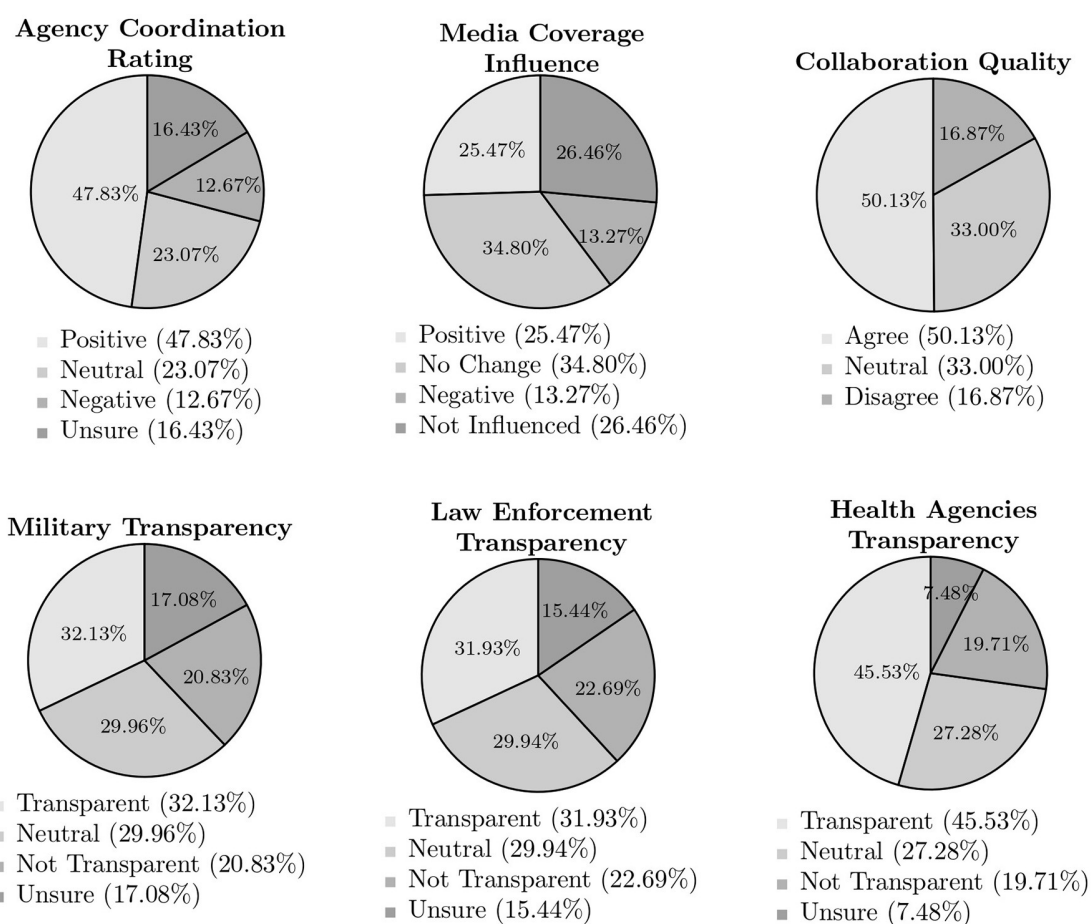 Agency Coordination
Rating
16.43%
12.67%
47.83%
23.07%
Positive (47.83%)
Neutral (23.07%)
Negative (12.67%)
Unsure (16.43%)
Media Coverage
Influence
25.47%
26.46%
13.27%
34.80%
Positive (25.47%)
No Change (34.80%)
Negative (13.27%)
Not Influenced (26.46%)
Collaboration Quality
16.87%
50.13%
33.00%
Agree (50.13%)
Neutral (33.00%)
Disagree (16.87%)
Military Transparency
17.08%
32.13%
20.83%
29.96%
Transparent (32.13%)
Neutral (29.96%)
Not Transparent (20.83%)
Unsure (17.08%)
Law Enforcement
Transparency
15.44%
31.93%
22.69%
29.94%
Transparent (31.93%)
Neutral (29.94%)
Not Transparent (22.69%)
Unsure (15.44%)
Health Agencies
Transparency
7.48%
19.71%
45.53%
27.28%
Transparent (45.53%)
Neutral (27.28%)
Not Transparent (19.71%)
Unsure (7.48%)